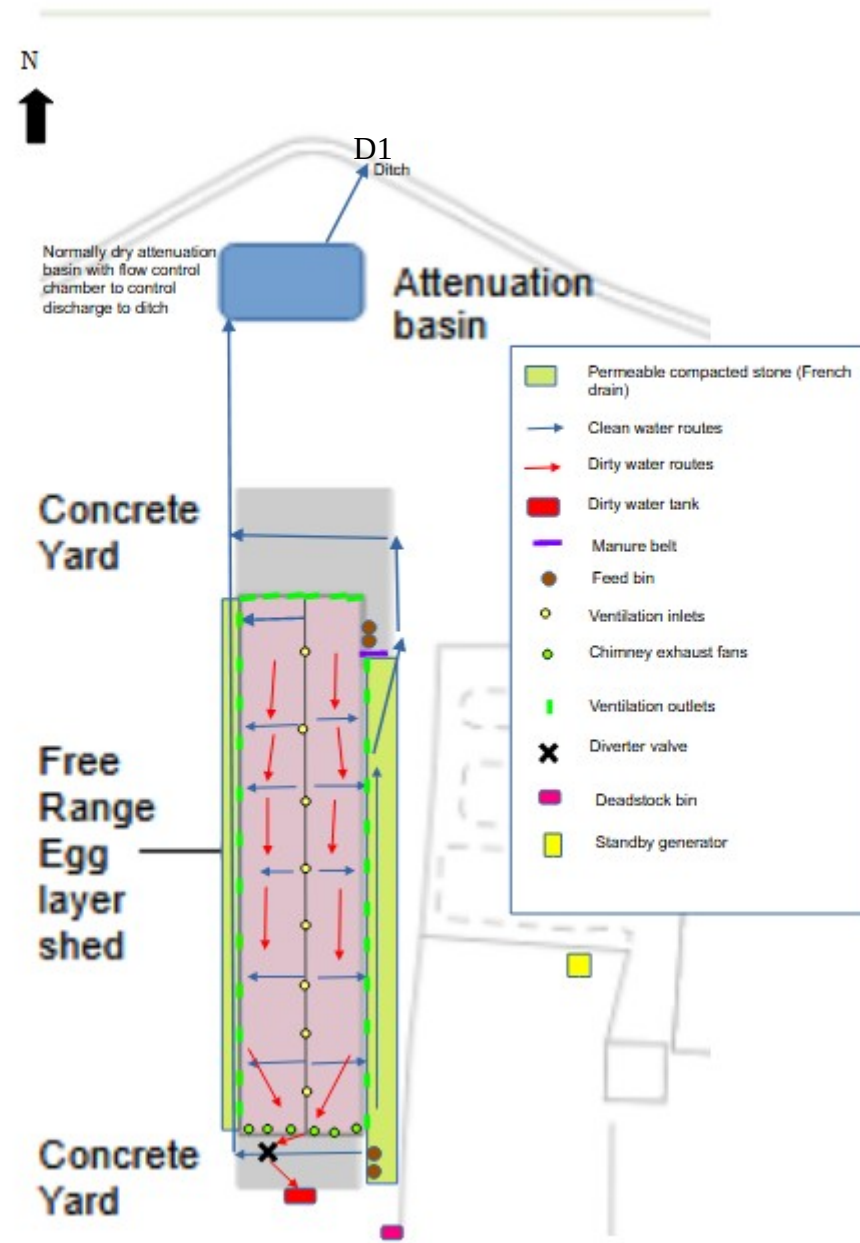 N
D1
Ditch
Normally dry attenuation
basin with flow control
chamber to control
discharge to ditch
Attenuation
basin
Permeable compacted stone (French
drain)
Clean water routes
Dirty water routes
Dirty water tank
Manure belt
Feed bin
Ventilation inlets
Chimney exhaust fans
Ventilation outlets
Diverter valve
Deadstock bin
Standby generator
Concrete
Yard
Free
Range
Egg
layer
shed
Concrete
Yard